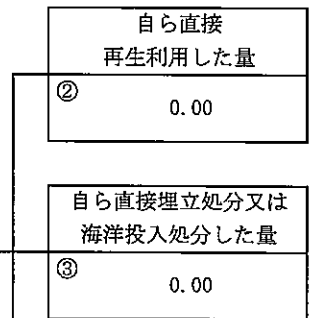 自ら直接
再生利用した量
②
0.00
自ら直接埋立処分又は
海洋投入処分した量
③
0.00